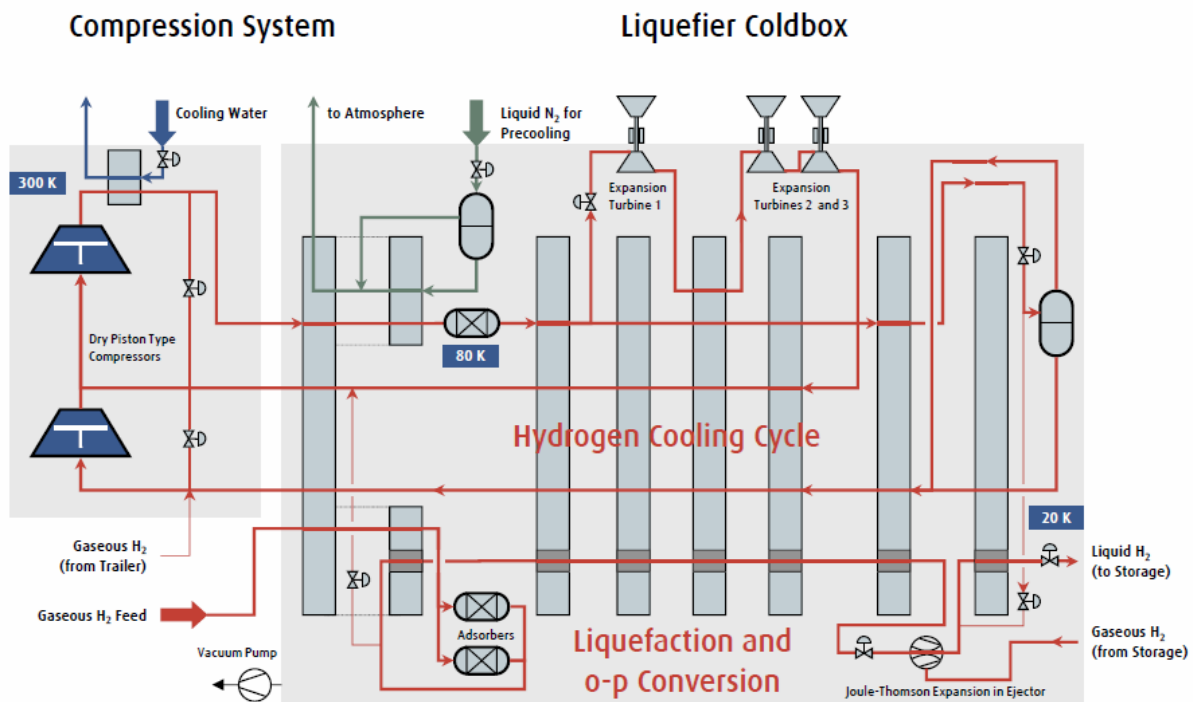 Compression System
Liquefier Coldbox
Cooling Water
to Atmosphere
Liquid N₂ for
Precooling
300 K
Expansion
Turbine 1
Expansion
Turbines 2 and 3
Dry Piston Type
Compressors
80 K
Hydrogen Cooling Cycle
20 K
Gaseous H₂
(from Trailer)
Liquid H₂
(to Storage)
Gaseous H₂ Feed
Adsorbers
Liquefaction and
o-p Conversion
Gaseous H₂
(from Storage)
Vacuum Pump
Joule-Thomson Expansion in Ejector